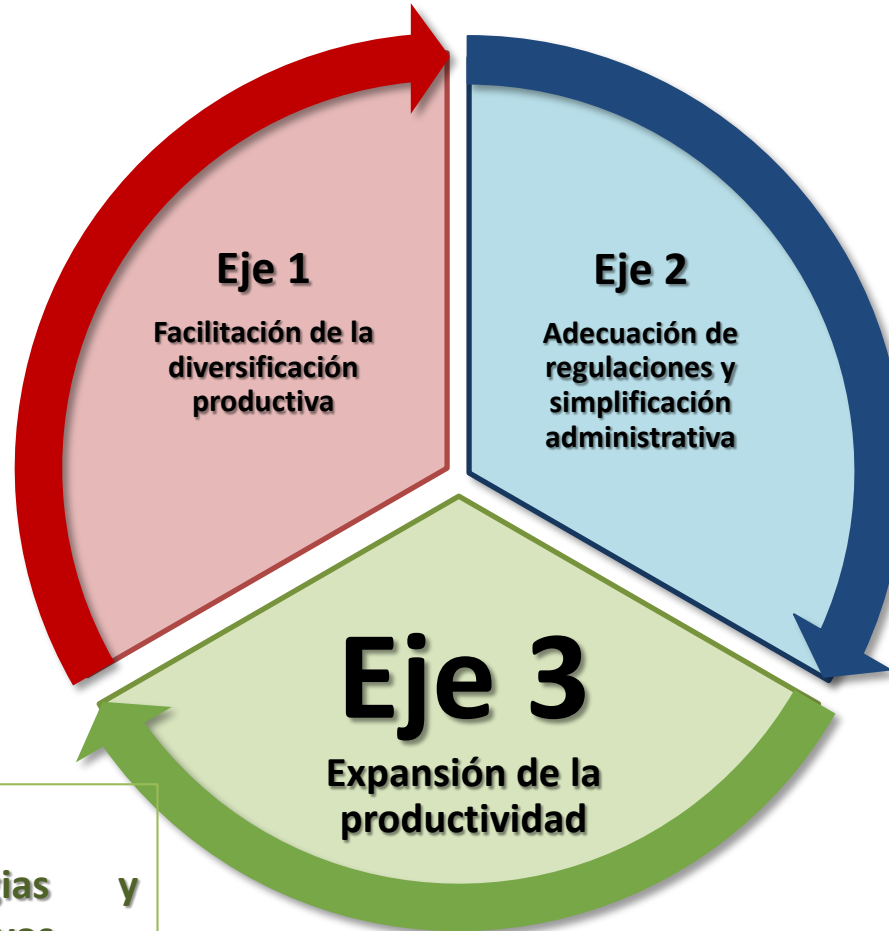 Eje 1
Facilitación de la
diversificación
productiva
Eje 2
Adecuación de
regulaciones y
simplificación
administrativa
Eje 3
Expansión de la
productividad
y